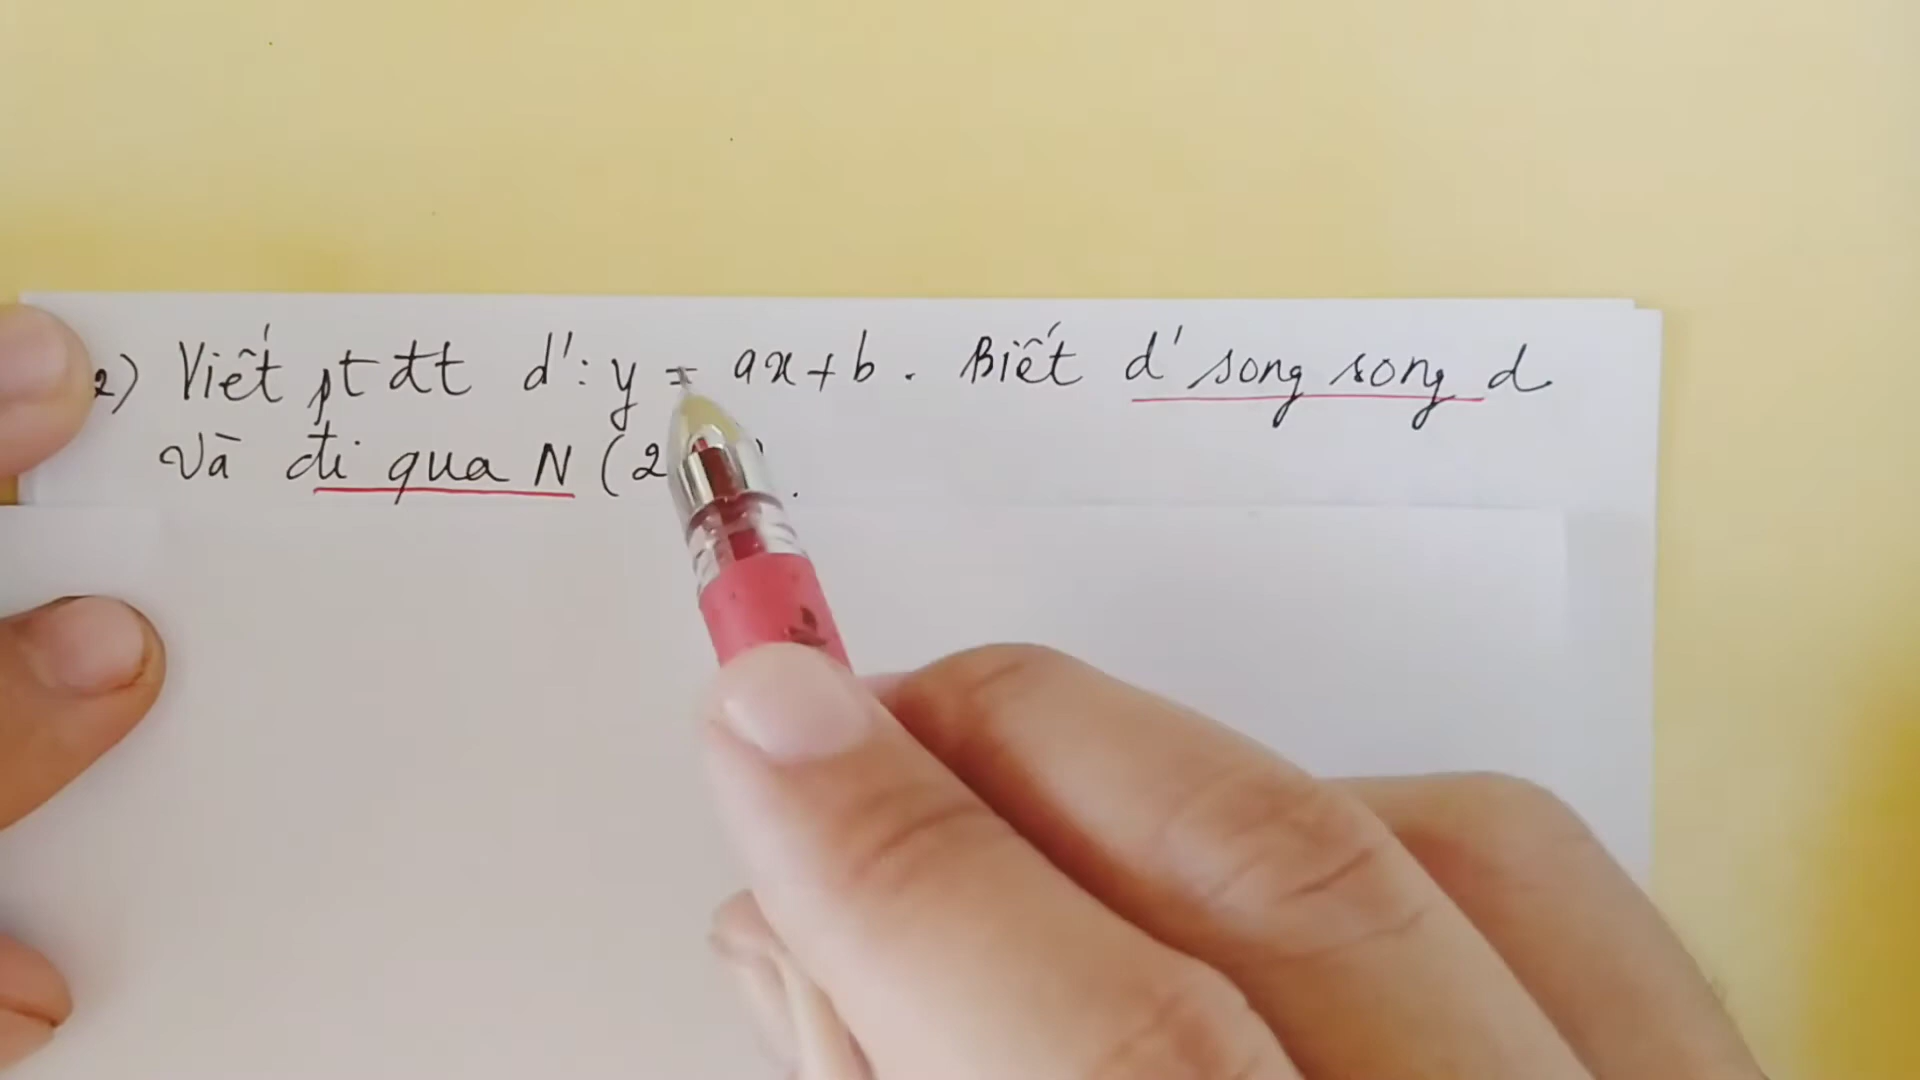 2) Viết pt đt d': y = ax + b. Biết d' song song d
Và đi qua N (2 ).